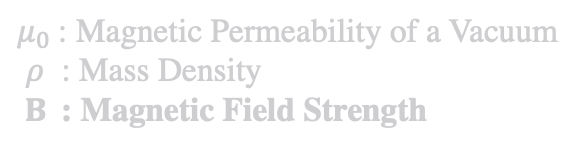 μ₀ : Magnetic Permeability of a Vacuum
ρ : Mass Density
B : Magnetic Field Strength